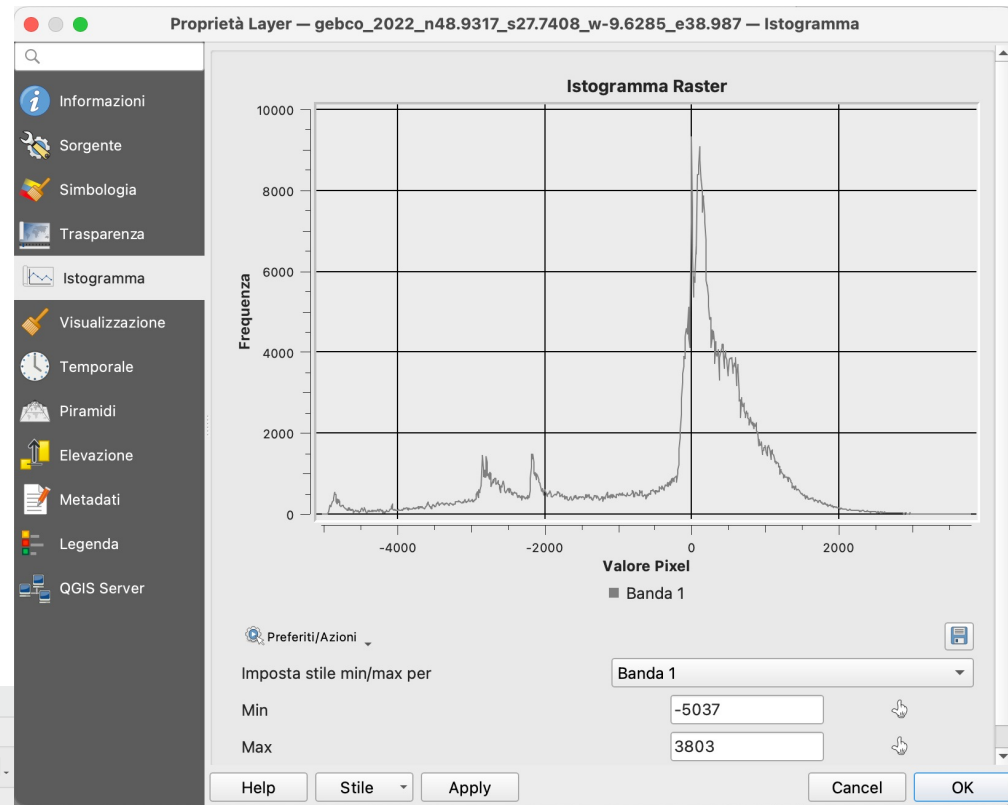 Proprietà Layer — gebco_2022_n48.9317_s27.7408_w-9.6285_e38.987 — Istogramma
Informazioni
Sorgente
Simbologia
Trasparenza
Istogramma
Visualizzazione
Temporale
Piramidi
Elevazione
Metadati
Legenda
QGIS Server
Istogramma Raster
Frequenza
10000
8000
6000
4000
2000
0
-4000
-2000
0
2000
Valore Pixel
Banda 1
Preferiti/Azioni
Imposta stile min/max per
Banda 1
Min
-5037
Max
3803
Help
Stile
Apply
Cancel
OK